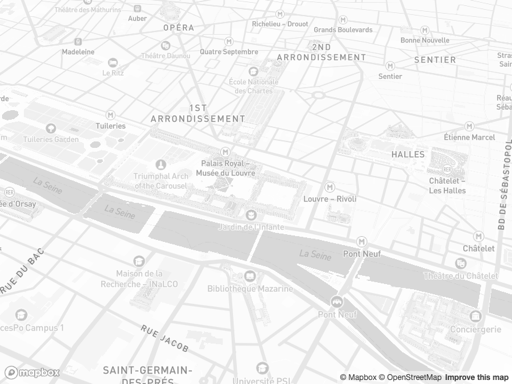 Théâtre des
Mathurins
Auber
Richelieu – Drouot
Grands Boulevards
OPÉRA
Madeleine
Théâtre Daunou
Quatre Septembre
2ND
ARRONDISSEMENT
Bonne Nouvelle
SENTIER
Le Ritz
École Nationale
des Chartes
Sentier
1ST
ARRONDISSEMENT
Tuileries
Tuileries Garden
Étienne Marcel
HALLES
Palais Royal –
Musée du Louvre
Triumphal Arch
of the Carousel
Châtelet –
Les Halles
BD DE SÉBASTOPOL
La Seine
Louvre – Rivoli
La Seine
Jardin de l'Infante
La Seine
Pont Neuf
Châtelet
Théâtre du Châtelet
RUE DU BAC
Maison de la
Recherche – INaLCO
Bibliothèque Mazarine
Pont Neuf
Conciergerie
Campus 1
RUE JACOB
SAINT-GERMAIN-
DES-PRÉS
Université PSL
mapbox
© Mapbox © OpenStreetMap Improve this map